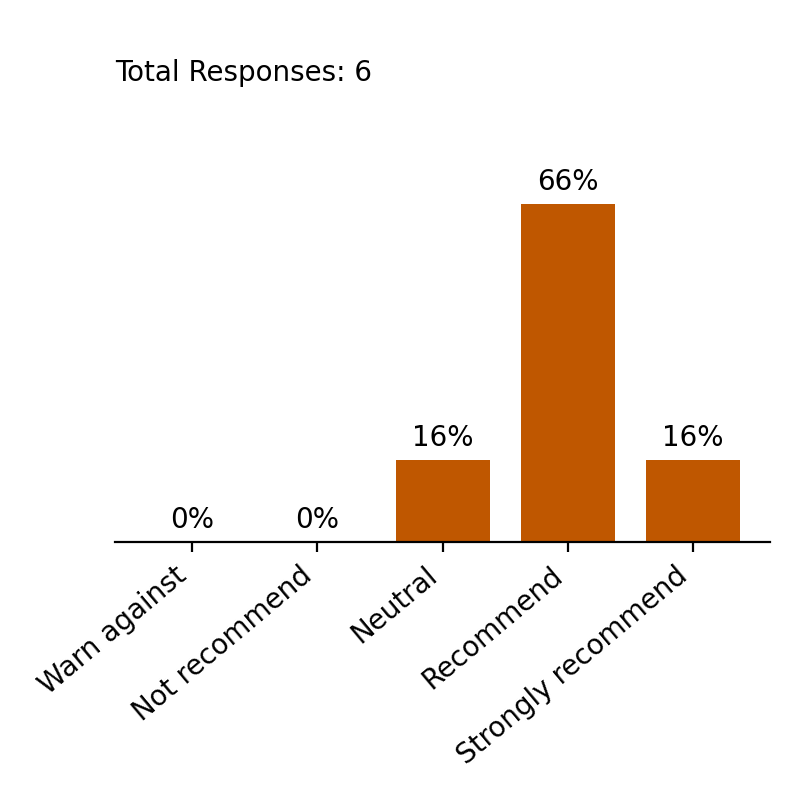 Total Responses: 6
66%
16%
16%
0%
0%
Warn against
Not recommend
Neutral
Recommend
Strongly recommend